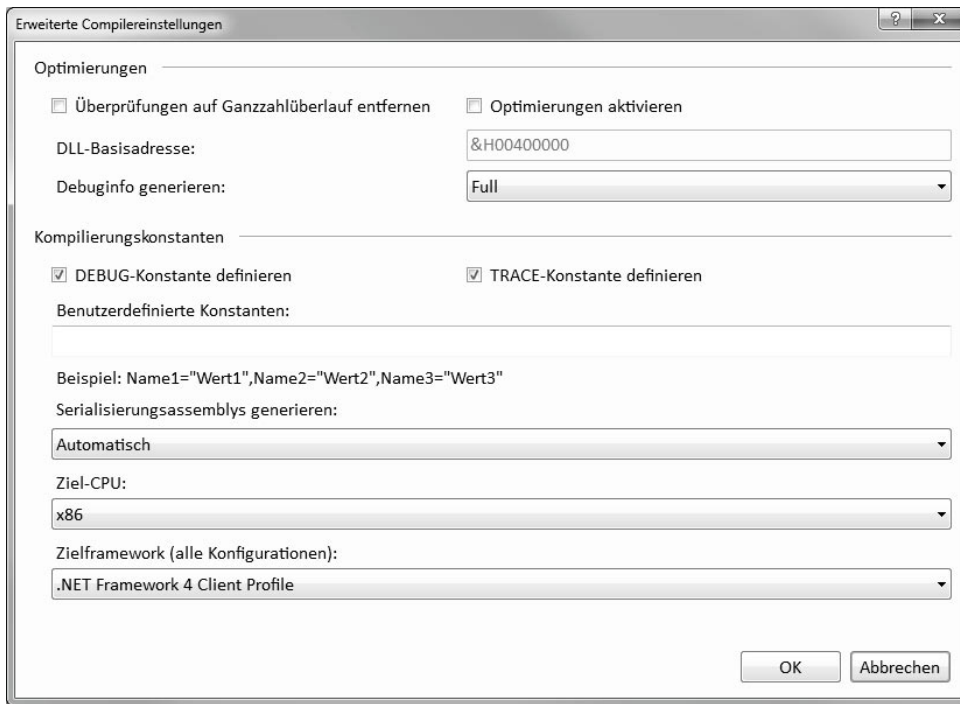 Erweiterte Compilereinstellungen
Optimierungen
Überprüfungen auf Ganzzahlüberlauf entfernen
Optimierungen aktivieren
DLL-Basisadresse:
&H00400000
Debuginfo generieren:
Full
Kompilierungskonstanten
DEBUG-Konstante definieren
TRACE-Konstante definieren
Benutzerdefinierte Konstanten:
Beispiel: Name1="Wert1",Name2="Wert2",Name3="Wert3"
Serialisierungsassemblys generieren:
Automatisch
Ziel-CPU:
x86
Zielframework (alle Konfigurationen):
.NET Framework 4 Client Profile
OK
Abbrechen